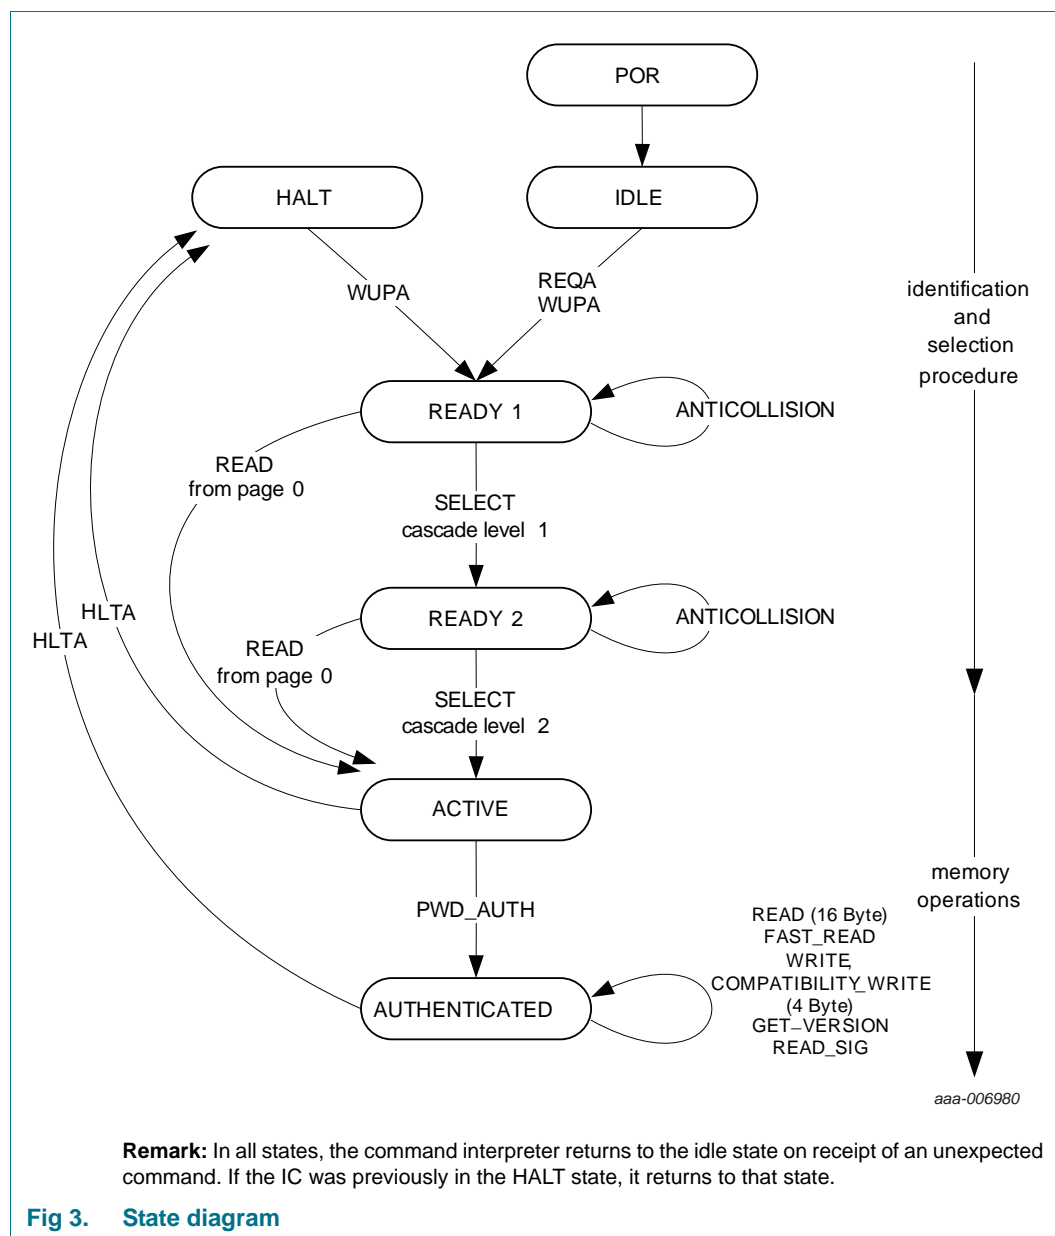 POR
HALT
IDLE
WUPA
REQA
WUPA
identification
and
selection
procedure
READY 1
ANTICOLLISION
READ
from page 0
SELECT
cascade level 1
READY 2
ANTICOLLISION
HLTA
HLTA
READ
from page 0
SELECT
cascade level 2
ACTIVE
memory
operations
PWD_AUTH
READ (16 Byte)
FAST_READ
WRITE,
COMPATIBILITY_WRITE
(4 Byte)
GET_VERSION
READ_SIG
AUTHENTICATED
aaa-006980
Remark: In all states, the command interpreter returns to the idle state on receipt of an unexpected
command. If the IC was previously in the HALT state, it returns to that state.
Fig 3. State diagram